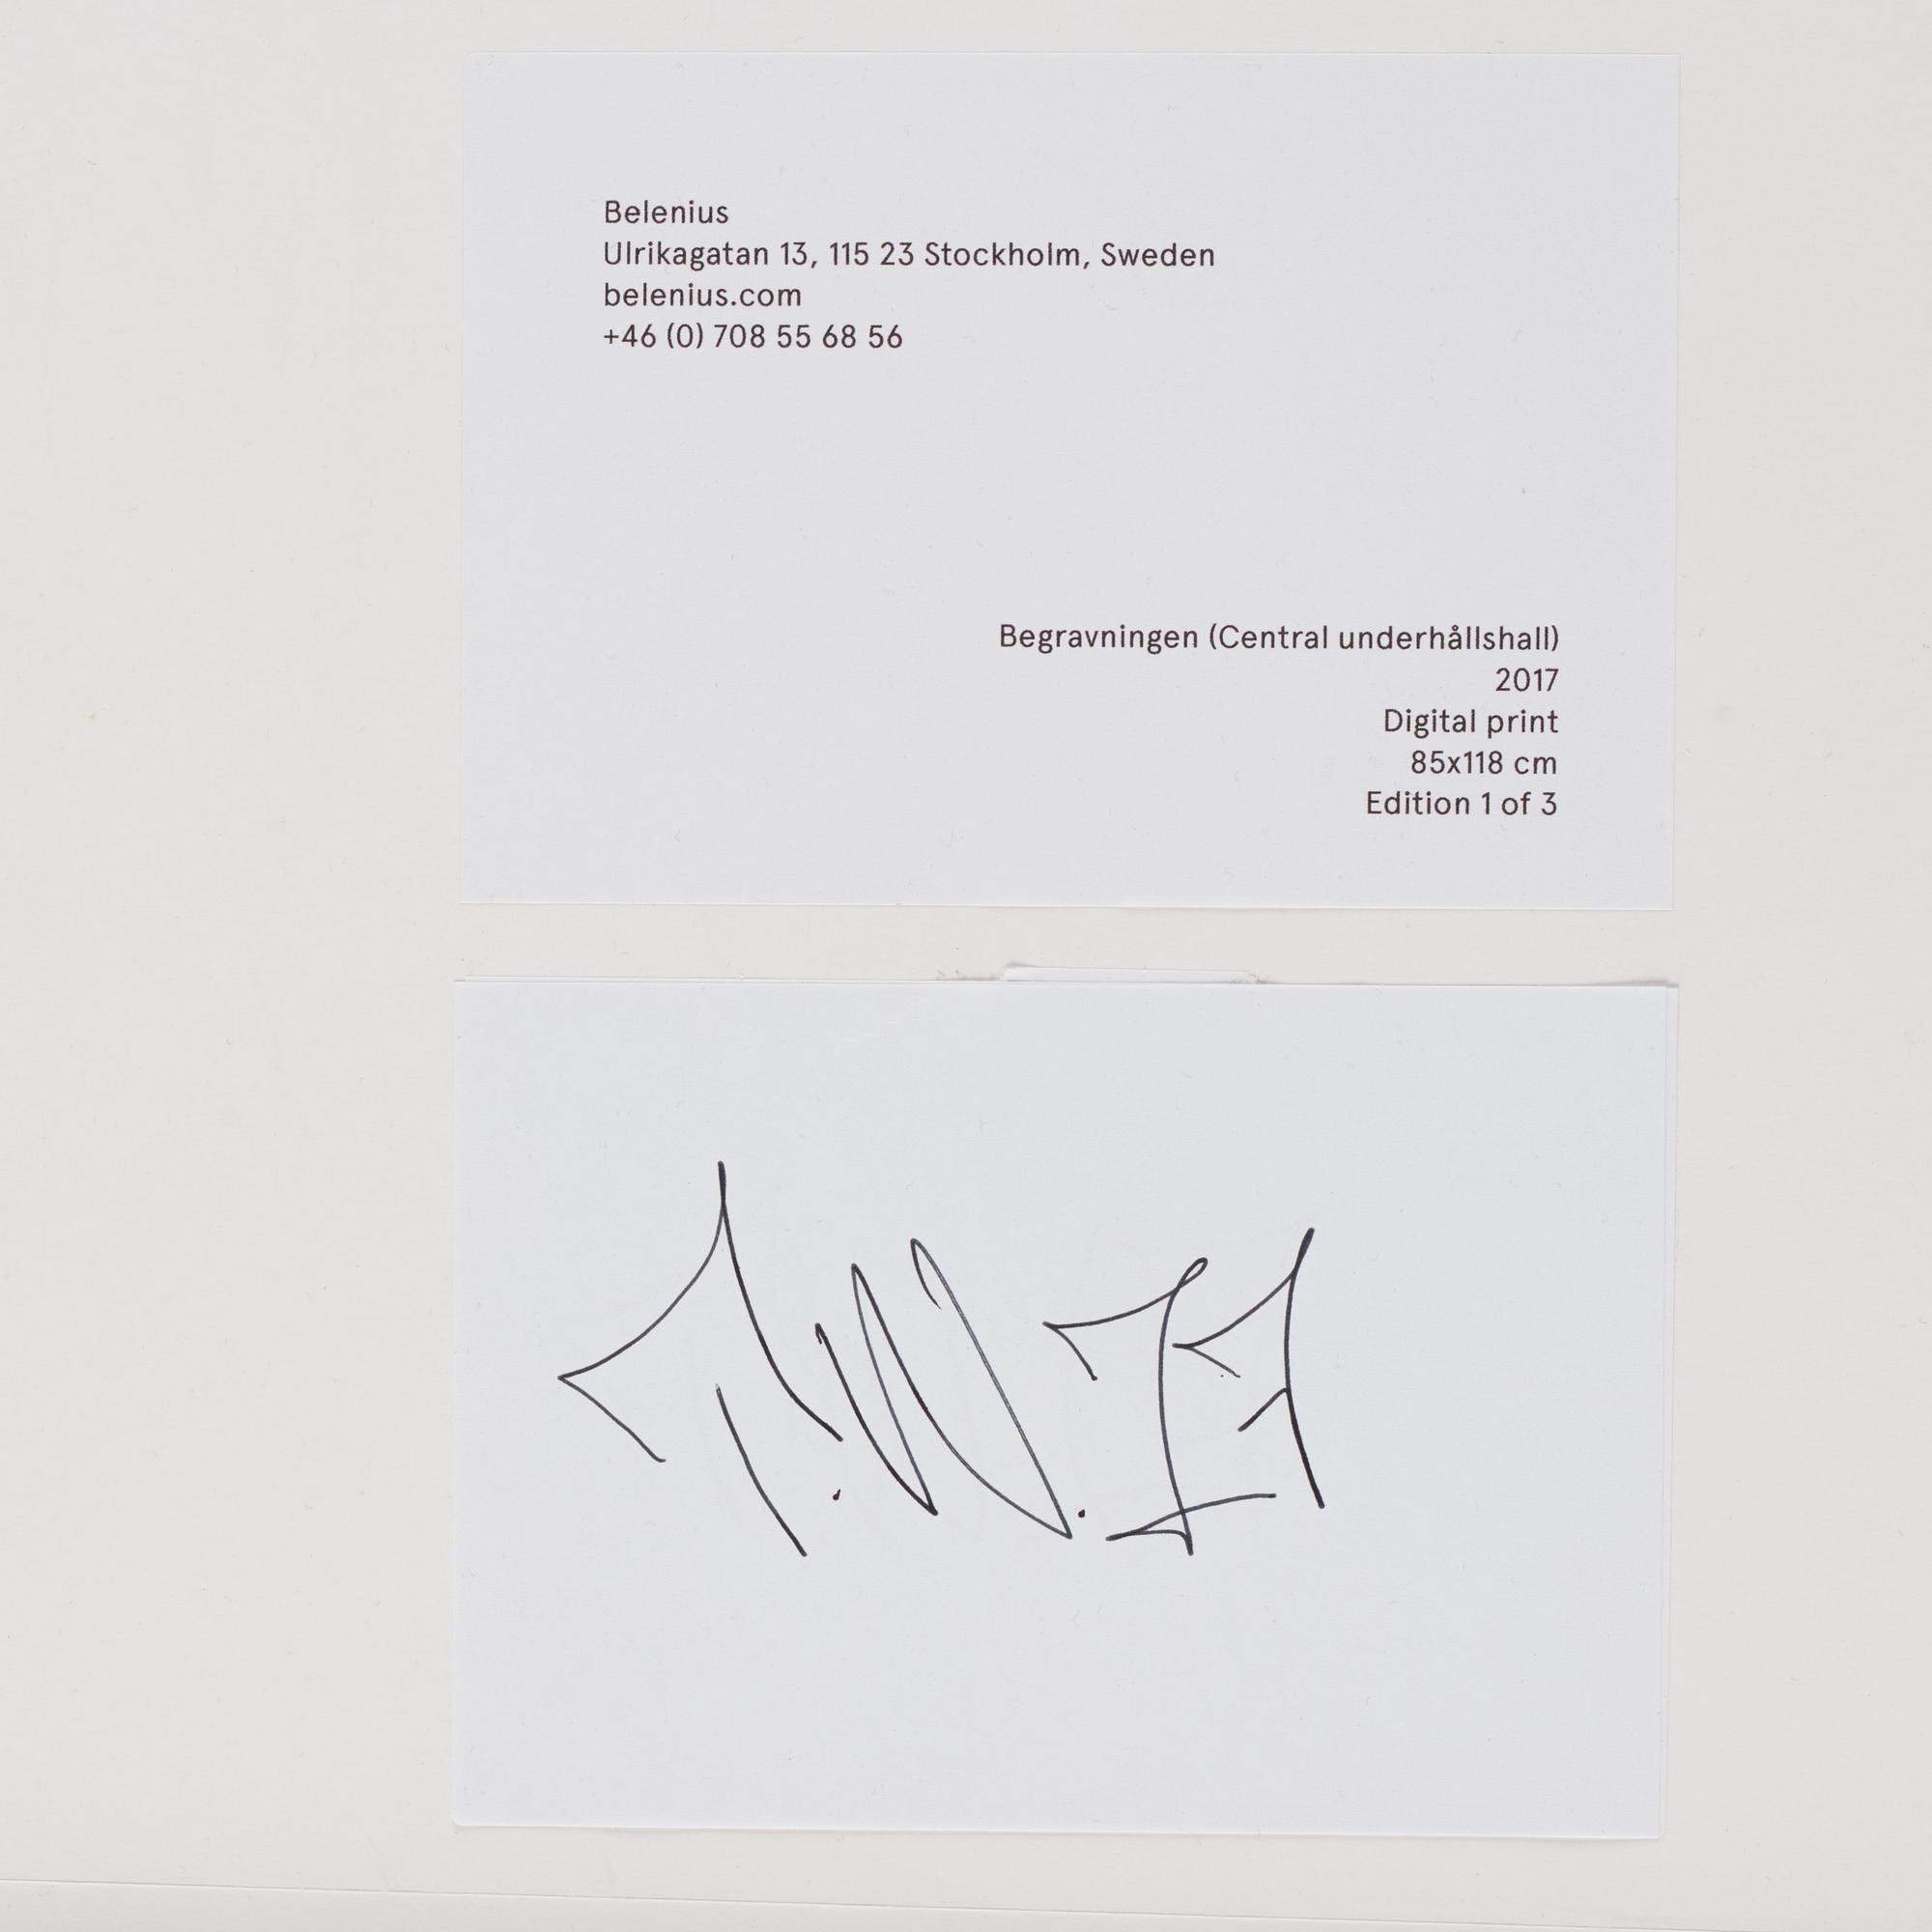 Belenius
Ulrikagatan 13, 115 23 Stockholm, Sweden
belenius.com
+46 (0) 708 55 68 56
Begravningen (Central underhållshall)
2017
Digital print
85x118 cm
Edition 1 of 3